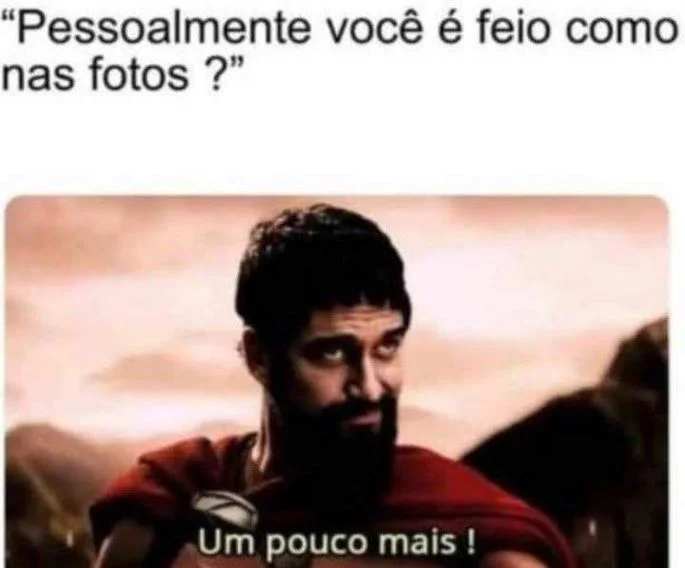 “Pessoalmente você é feio como
nas fotos ?”
Um pouco mais !